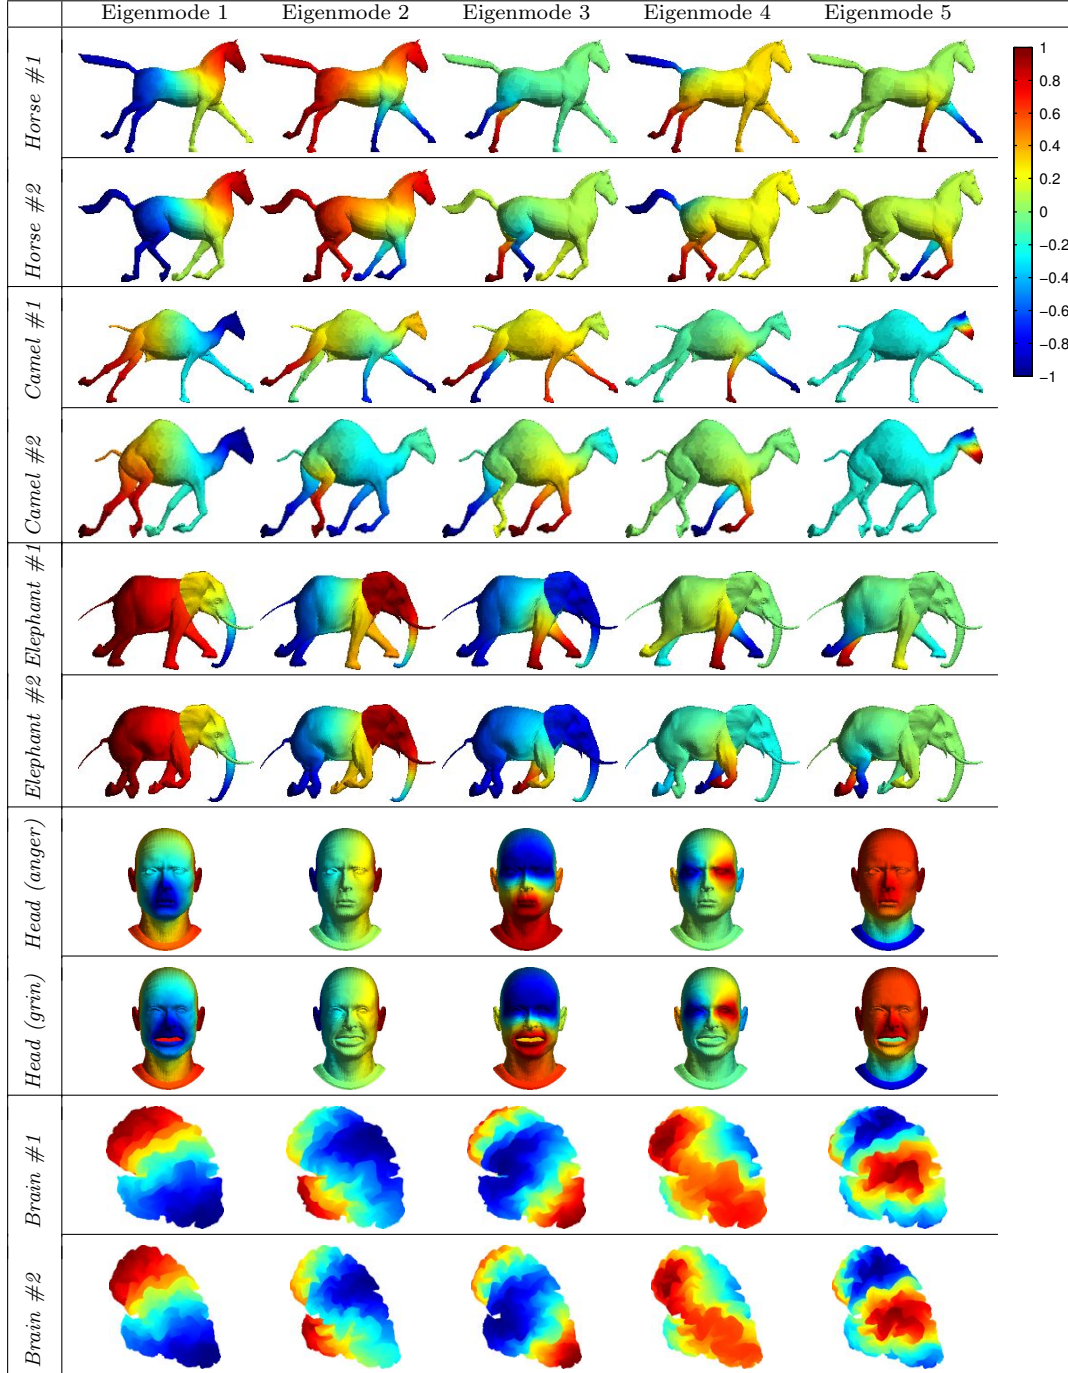 Eigenmode 1 Eigenmode 2 Eigenmode 3 Eigenmode 4 Eigenmode 5
Horse #1
1
0.8
0.6
0.4
0.2
0
−0.2
−0.4
−0.6
−0.8
−1
Horse #2
Camel #1
Camel #2
Elephant #1
Elephant #2
Head (anger)
Head (grin)
Brain #1
Brain #2